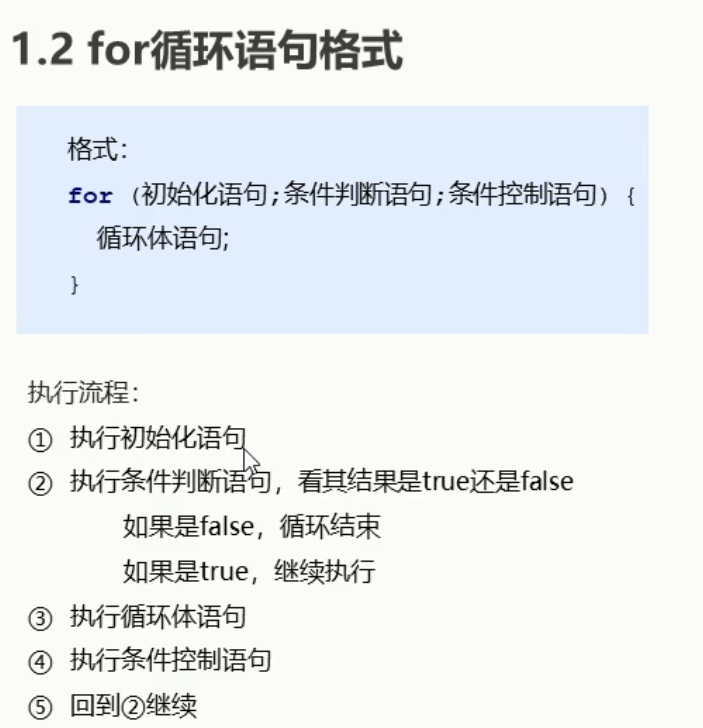 1.2 for循环语句格式
格式：
for (初始化语句;条件判断语句;条件控制语句) {
循环体语句;
}
执行流程：
① 执行初始化语句
② 执行条件判断语句，看其结果是true还是false
如果是false，循环结束
如果是true，继续执行
③ 执行循环体语句
④ 执行条件控制语句
⑤ 回到②继续